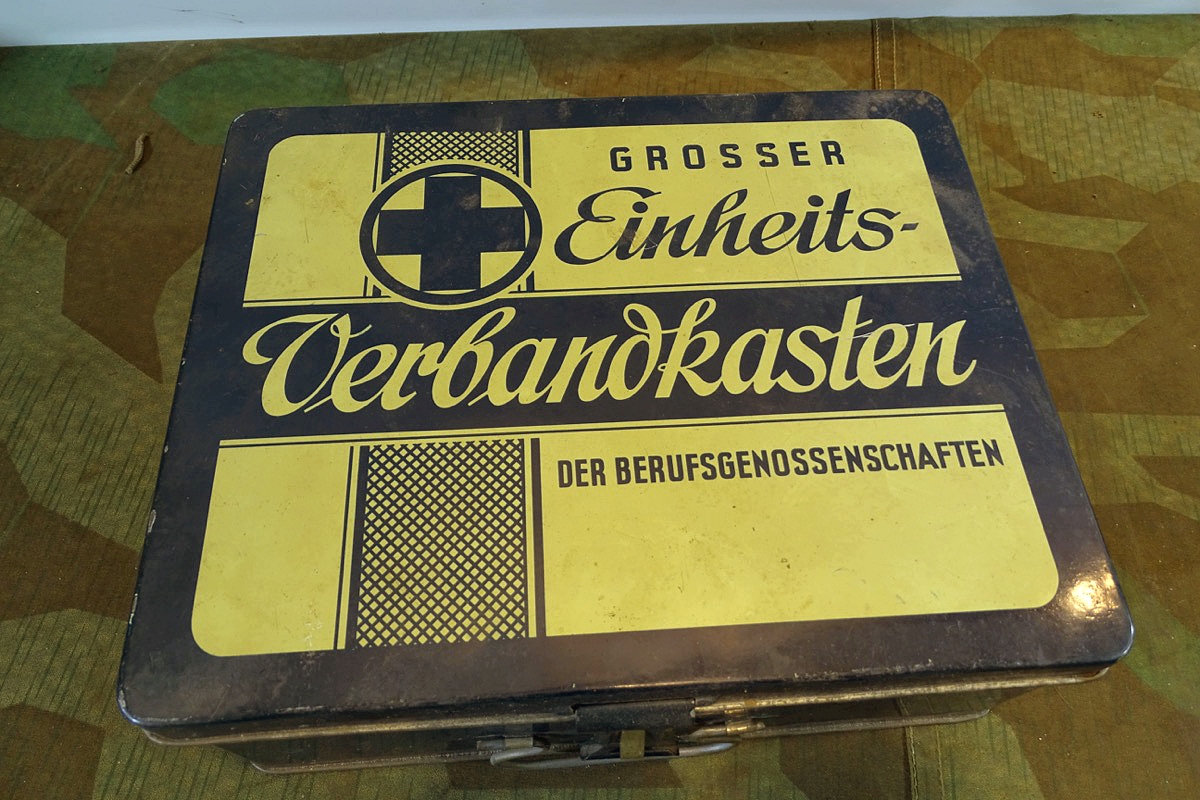 GROSSER
Einheits-
Verbandkasten
DER BERUFSGENOSSENSCHAFTEN